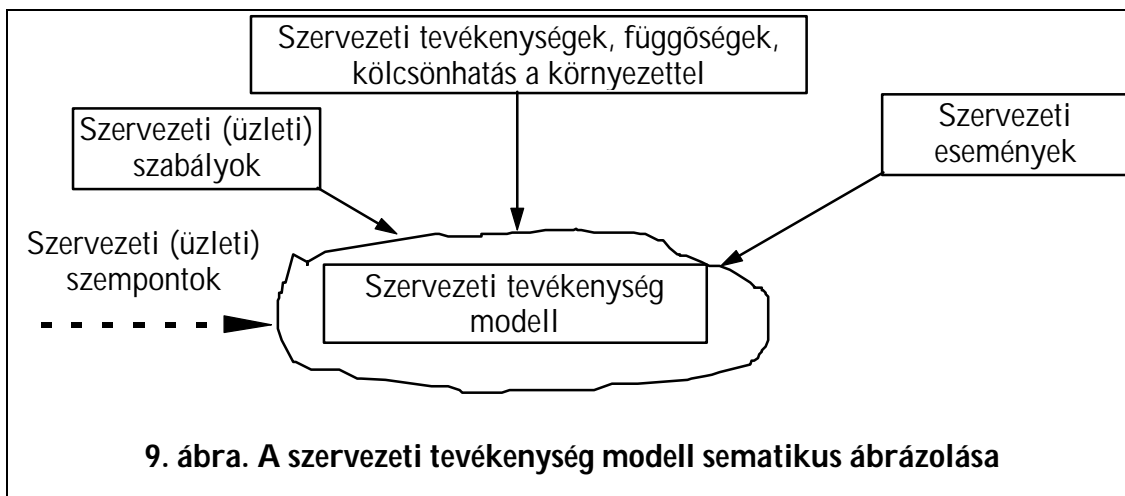 Szervezeti tevékenységek, függõségek,
kölcsönhatás a környezettel
Szervezeti (üzleti)
szabályok
Szervezeti
események
Szervezeti (üzleti)
szempontok
Szervezeti tevékenység
modell
9. ábra. A szervezeti tevékenység modell sematikus ábrázolása